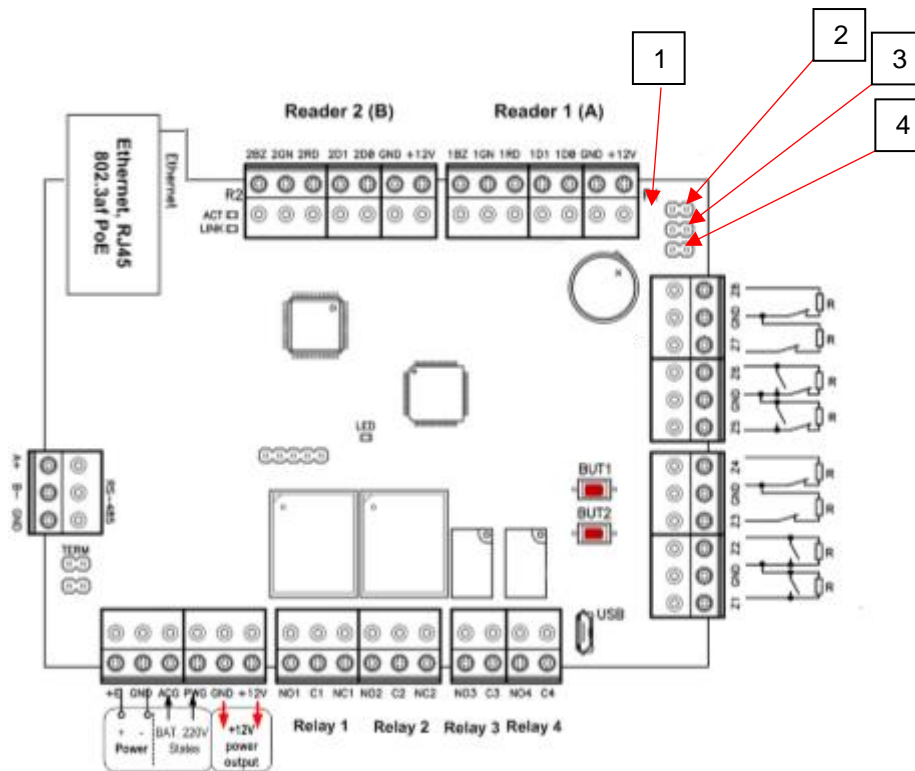 1
2
3
4
Reader 2 (B)
Reader 1 (A)
2BZ 2GN 2RD 2D1 2D0 GND +12V
1BZ 1GN 1RD 1D1 1D0 GND +12V
Ethernet, RJ45
802.3af PoE
Ethernet
R2
ACT
LINK
Z8
GND
Z7
Z6
GND
Z5
R
R
R
R
LED
A+
B-
GND
RS-485
TERM
BUT1
BUT2
Z4
GND
Z3
Z2
GND
Z1
R
R
R
R
USB
+E GND ACG PWG GND +12V
NO1 C1 NC1 NO2 C2 NC2 NO3 C3 NO4 C4
+ -
Power
BAT. 220V
States
+12V
power
output
Relay 1 Relay 2 Relay 3 Relay 4